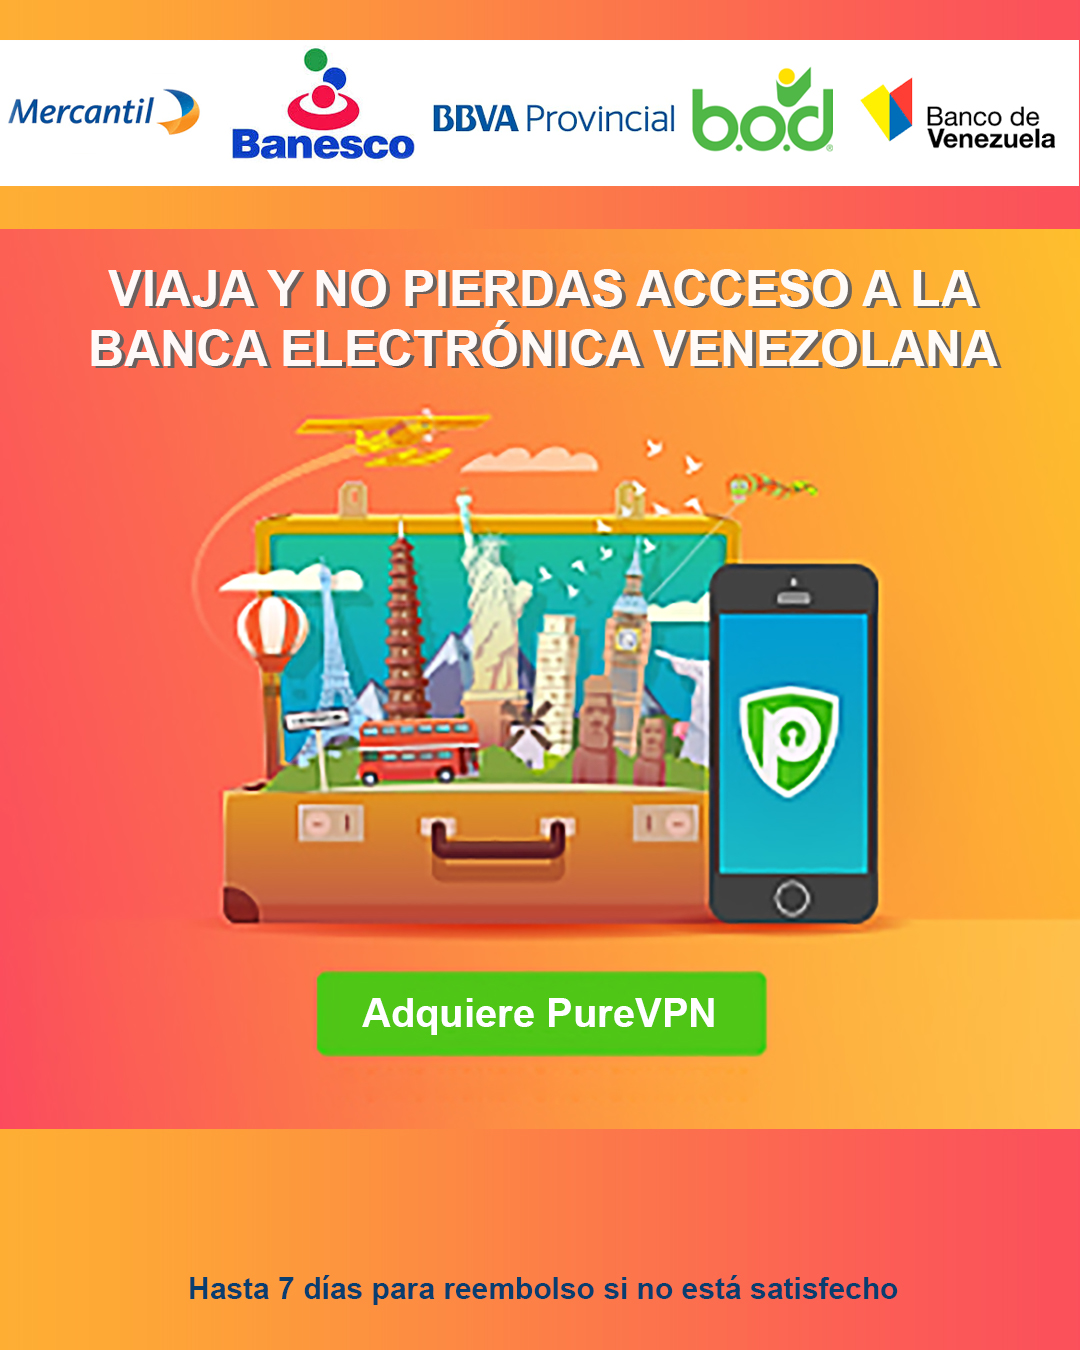 Mercantil
Banesco
BBVA Provincial
b.o.d
Banco de
Venezuela
VIAJA Y NO PIERDAS ACCESO A LA
BANCA ELECTRÓNICA VENEZOLANA
Adquiere PureVPN
Hasta 7 días para reembolso si no está satisfecho